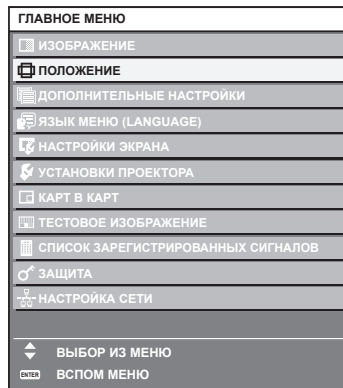 ГЛАВНОЕ МЕНЮ
ИЗОБРАЖЕНИЕ
ПОЛОЖЕНИЕ
ДОПОЛНИТЕЛЬНЫЕ НАСТРОЙКИ
ЯЗЫК МЕНЮ (LANGUAGE)
НАСТРОЙКИ ЭКРАНА
УСТАНОВКИ ПРОЕКТОРА
КАРТ В КАРТ
ТЕСТОВОЕ ИЗОБРАЖЕНИЕ
СПИСОК ЗАРЕГИСТРИРОВАННЫХ СИГНАЛОВ
ЗАЩИТА
НАСТРОЙКА СЕТИ
ВЫБОР ИЗ МЕНЮ
ENTER ВСПОМ МЕНЮ